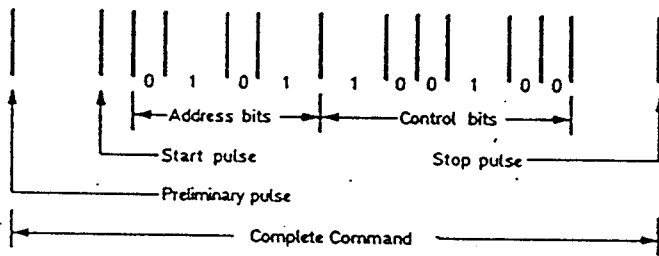 0 1 0 1 1 0 0 1 0 0
Address bits Control bits
Start pulse Stop pulse
Preliminary pulse
Complete Command